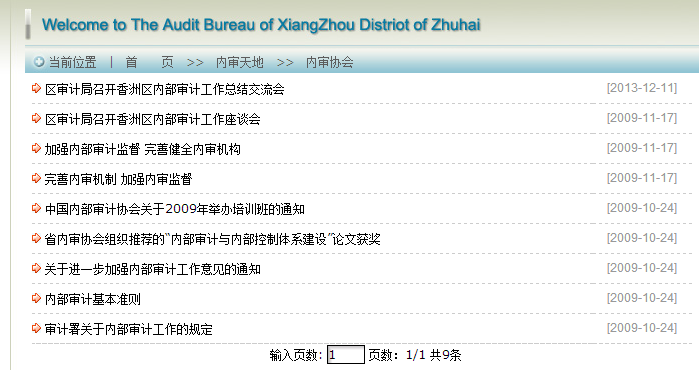 Welcome to The Audit Bureau of XiangZhou Distriot of Zhuhai
当前位置 | 首 页 >> 内审天地 >> 内审协会
区审计局召开香洲区内部审计工作总结交流会 [2013-12-11]
区审计局召开香洲区内部审计工作座谈会 [2009-11-17]
加强内部审计监督 完善健全内审机构 [2009-11-17]
完善内审机制 加强内审监督 [2009-11-17]
中国内部审计协会关于2009年举办培训班的通知 [2009-10-24]
省内审协会组织推荐的“内部审计与内部控制体系建设”论文获奖 [2009-10-24]
关于进一步加强内部审计工作意见的通知 [2009-10-24]
内部审计基本准则 [2009-10-24]
审计署关于内部审计工作的规定 [2009-10-24]
输入页数: 1 页数：1/1 共9条